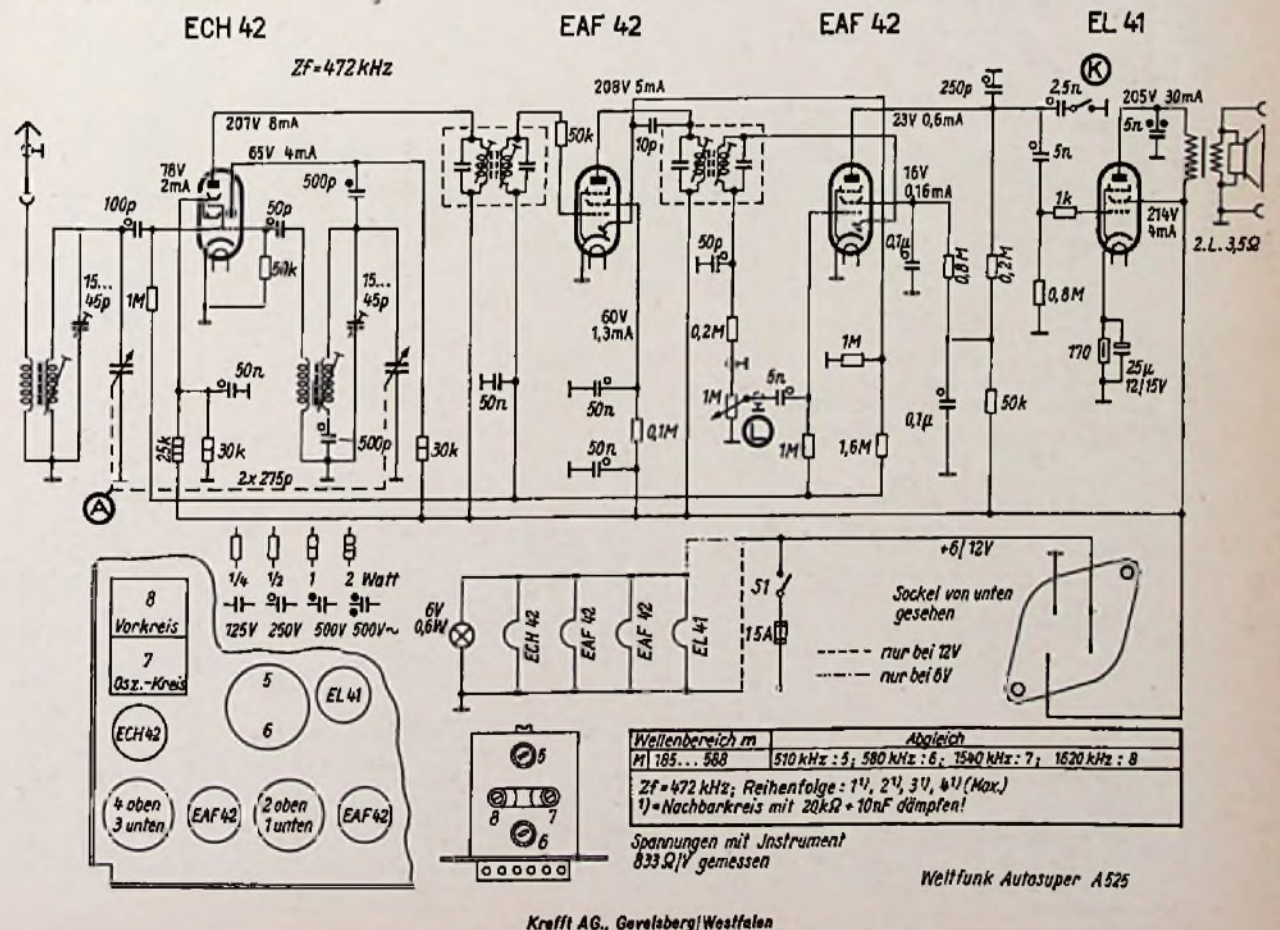 ECH 42
EAF 42
EAF 42
EL 41
Zf=472kHz
208V 5mA
250p
K
2,5n
205V 30mA
207V 8mA
50k
10p
23V 0,6mA
5n
5n
78V
2mA
65V 4mA
500p
16V
0,16mA
1k
100p
50p
50k
50p
0,1µ
0,8M
0,2M
214V
4mA
2.L. 3,5Ω
15...
45p
1M
15...
45p
60V
1,3mA
0,2M
1M
0,8M
170
25µ
12/15V
50n
50n
50n
1M
5n
L
0,1µ
50k
25k
30k
500p
30k
50n
0,1M
1M
1,6M
2x275p
A
1/4 1/2 1 2 Watt
125V 250V 500V 500V~
8
Vorkreis
7
Osz.-Kreis
5
6
EL 41
ECH42
4 oben
3 unten
EAF42
2 oben
1 unten
EAF42
6V
0,6W
ECH 42
EAF 42
EAF 42
EL 41
S1
15A
+6/12V
Sockel von unten
gesehen
nur bei 12V
nur bei 6V
5
8
7
6
Wellenbereich m
Abgleich
M 185...588
510 kHz : 5; 580 kHz : 6; 1540 kHz : 7; 1620 kHz : 8
Zf=472 kHz; Reihenfolge: 1¹⁾, 2¹⁾, 3¹⁾, 4¹⁾ (Max.)
1)=Nachbarkreis mit 20kΩ+10nF dämpfen!
Spannungen mit Jnstrument
833 Ω/V gemessen
Weltfunk Autosuper A525
Krefft AG., Gevelsberg/Westfalen